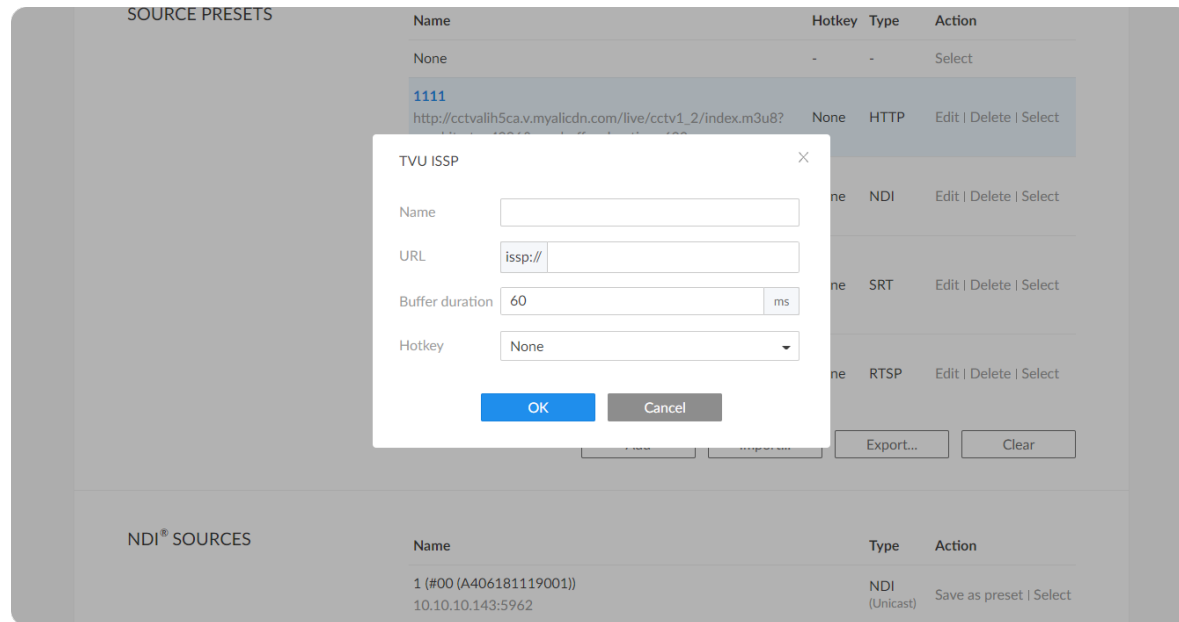 SOURCE PRESETS
Name Hotkey Type Action
None - - Select
1111
http://cctvalih5ca.v.myalicdn.com/live/cctv1_2/index.m3u8? None HTTP Edit | Delete | Select
TVU ISSP
Name
ne NDI Edit | Delete | Select
URL issp://
Buffer duration 60 ms
ne SRT Edit | Delete | Select
Hotkey None
ne RTSP Edit | Delete | Select
OK Cancel
Export... Clear
NDI® SOURCES
Name Type Action
1 (#00 (A406181119001)) NDI
10.10.10.143:5962 (Unicast) Save as preset | Select